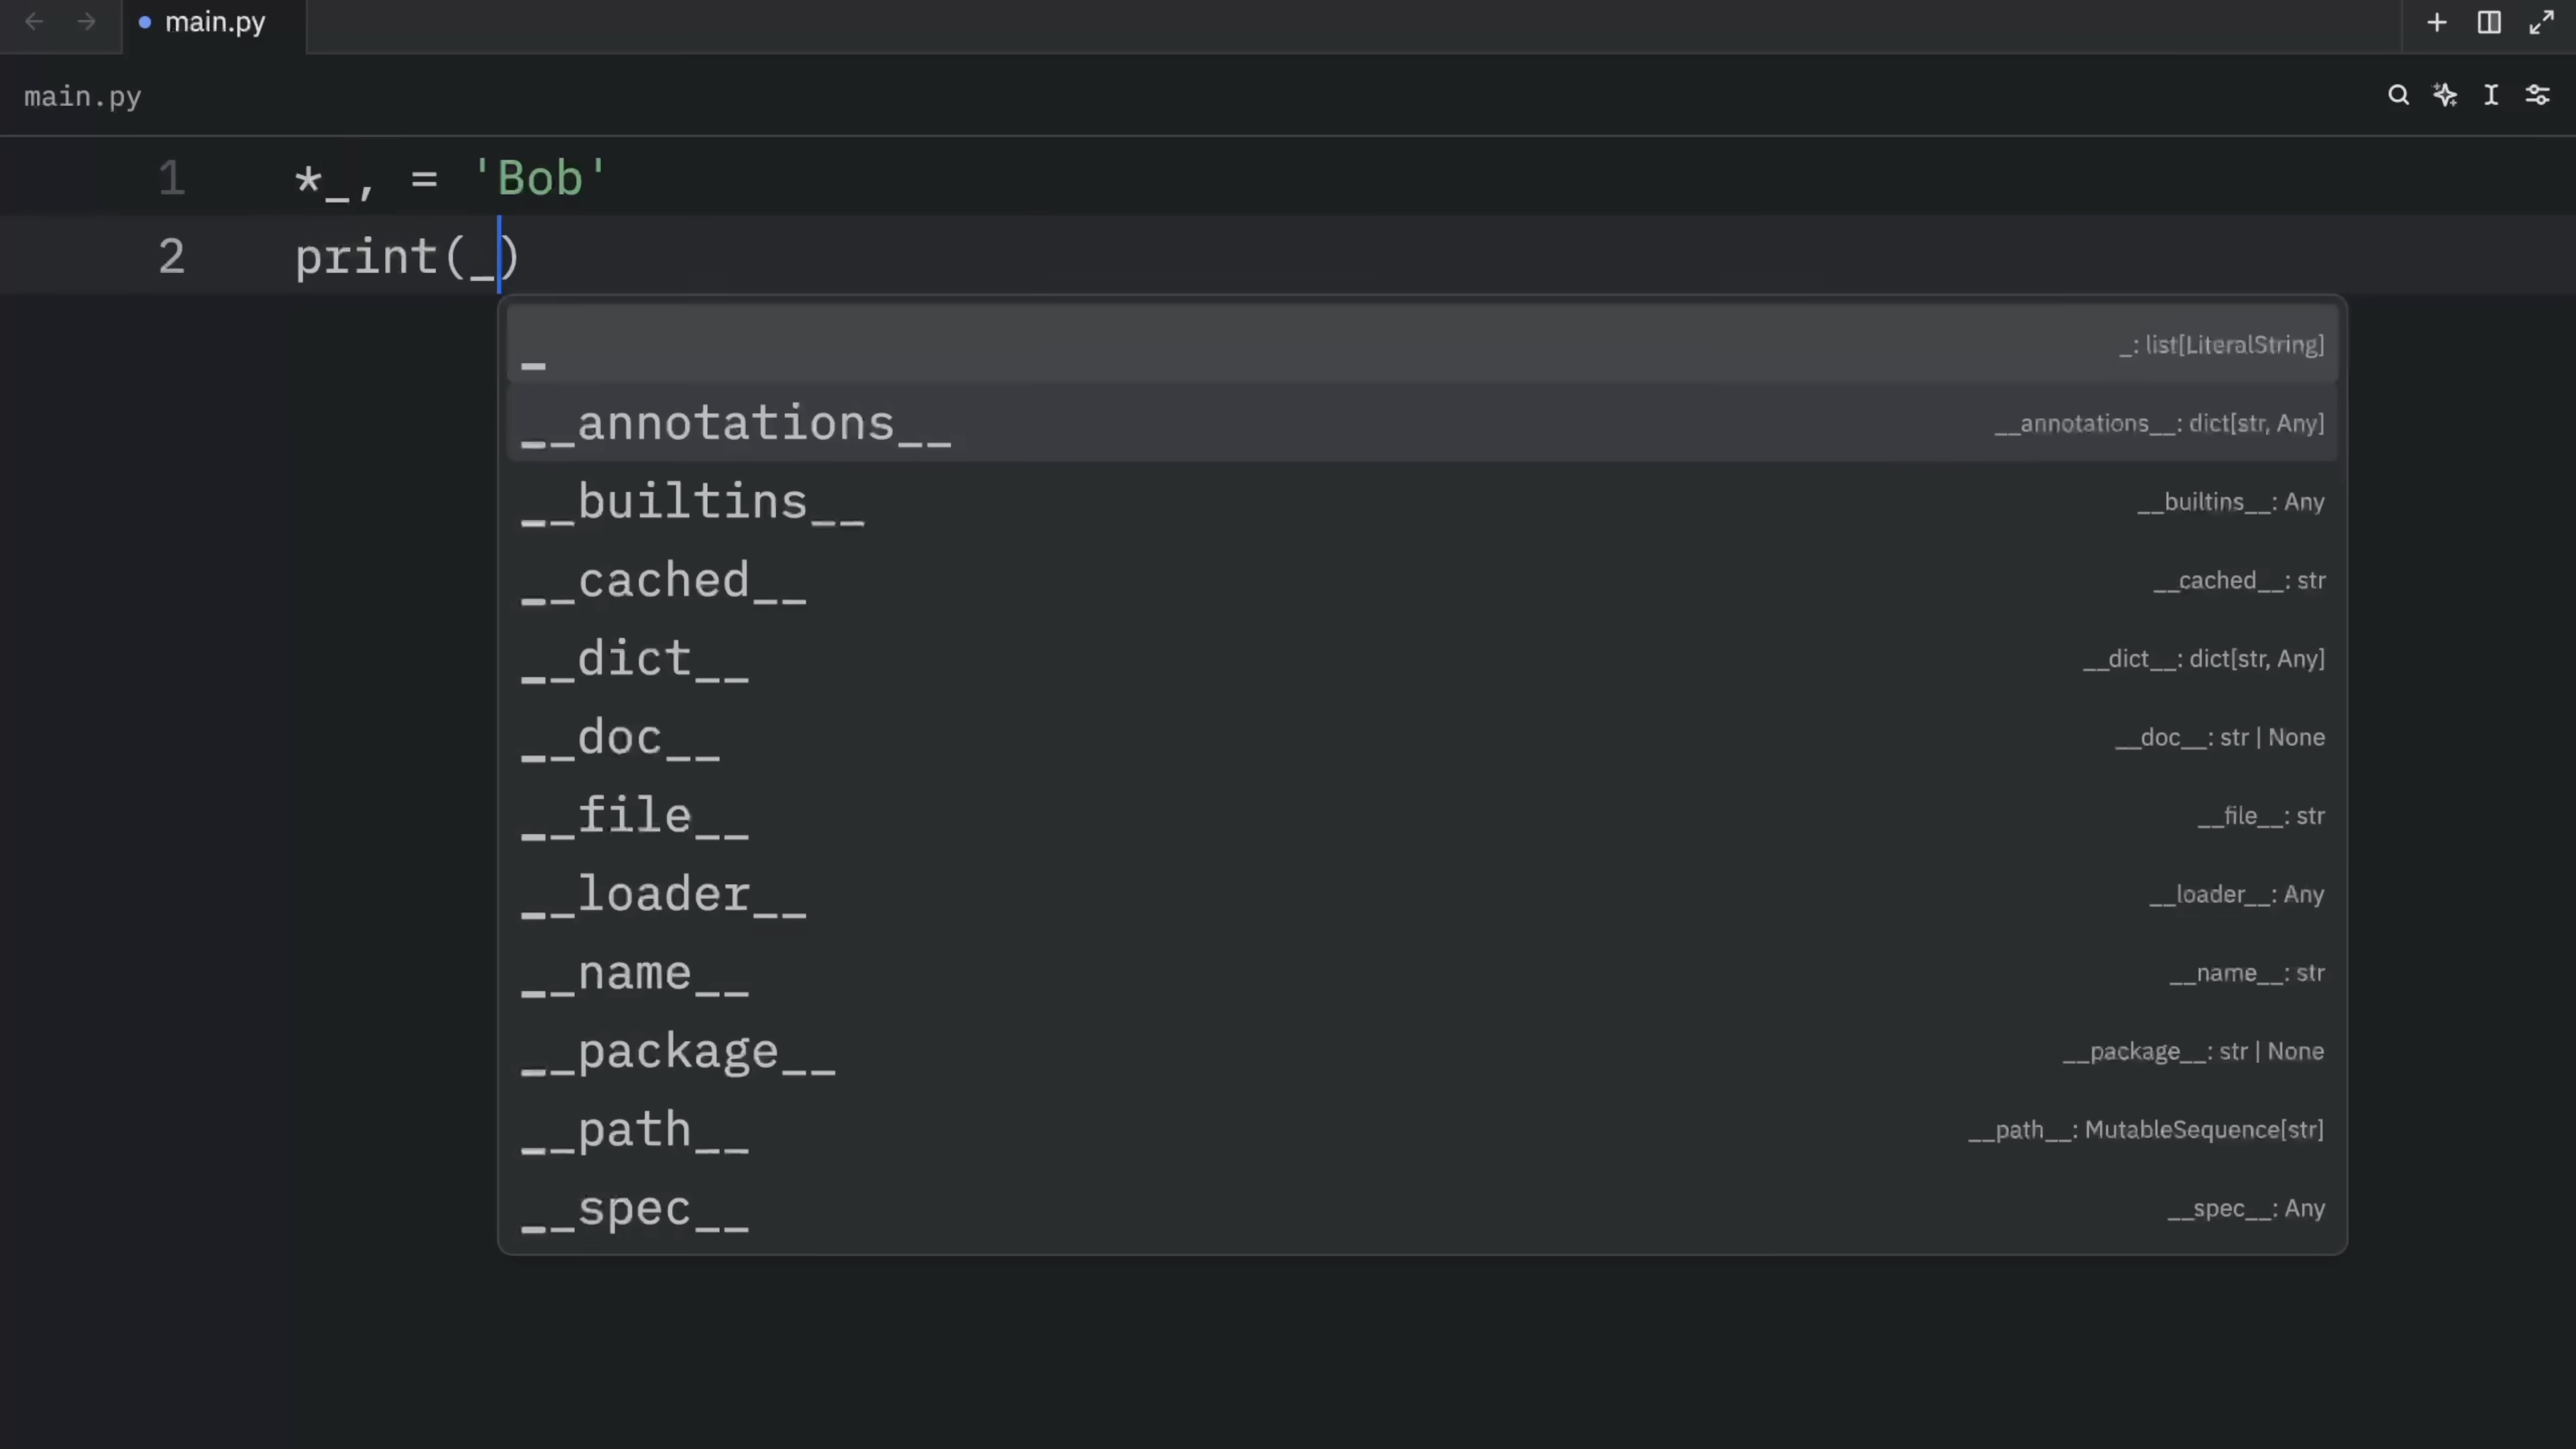 main.py
main.py
1 *_, = 'Bob'
2 print(_)
_ _: list[LiteralString]
__annotations__ __annotations__: dict[str, Any]
__builtins__ __builtins__: Any
__cached__ __cached__: str
__dict__ __dict__: dict[str, Any]
__doc__ __doc__: str | None
__file__ __file__: str
__loader__ __loader__: Any
__name__ __name__: str
__package__ __package__: str | None
__path__ __path__: MutableSequence[str]
__spec__ __spec__: Any